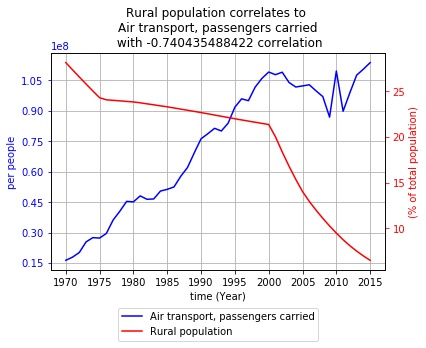 Rural population correlates to
Air transport, passengers carried
with -0.740435488422 correlation
1e8
1.05
0.90
0.75
0.60
0.45
0.30
0.15
per people
25
20
15
10
(% of total population)
1970 1975 1980 1985 1990 1995 2000 2005 2010 2015
time (Year)
Air transport, passengers carried
Rural population